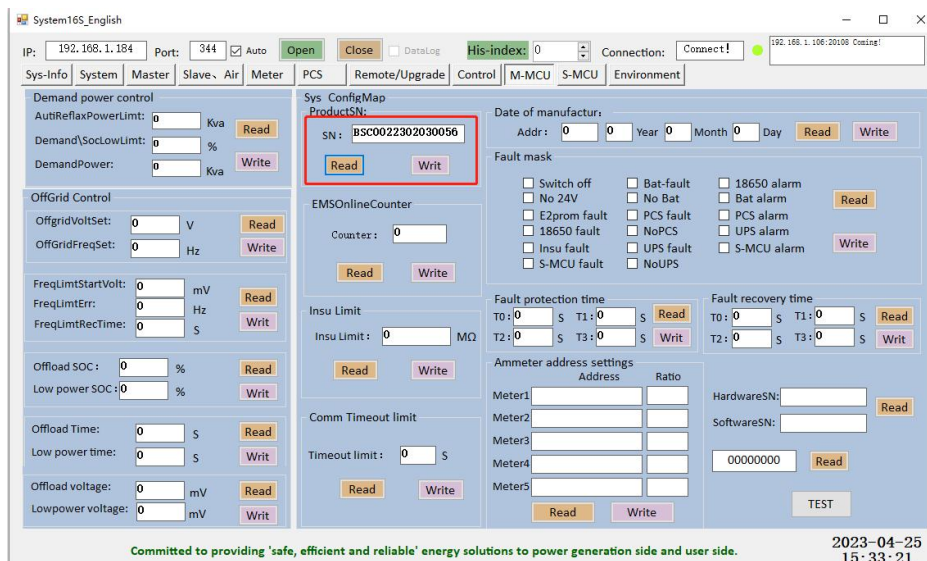 System16S_English
IP: 192.168.1.184 Port: 344 Auto Open Close DataLog His-index: 0 Connection: Connect! 192.168.1.106:20108 Coming!
Sys-Info System Master Slave、Air Meter PCS Remote/Upgrade Control M-MCU S-MCU Environment
Demand power control
AutiReflaxPowerLimt: 0 Kva Read
Demand\SocLowLimt: 0 %
DemandPower: 0 Kva Write
OffGrid Control
OffgridVoltSet: 0 V Read
OffGridFreqSet: 0 Hz Write
FreqLimtStartVolt: 0 mV
FreqLimtErr: 0 Hz Read
FreqLimtRecTime: 0 S Writ
Offload SOC: 0 % Read
Low power SOC: 0 % Writ
Offload Time: 0 S Read
Low power time: 0 S Writ
Offload voltage: 0 mV Read
Lowpower voltage: 0 mV Writ
Sys_ConfigMap
ProductSN:
SN: BSC0022302030056
Read Writ
EMSOnlineCounter
Counter: 0
Read Write
Insu Limit
Insu Limit: 0 MΩ
Read Write
Comm Timeout limit
Timeout limit: 0 S
Read Write
Date of manufactur:
Addr: 0 0 Year 0 Month 0 Day Read Write
Fault mask
Switch off Bat-fault 18650 alarm
No 24V No Bat Bat alarm Read
E2prom fault PCS fault PCS alarm
18650 fault NoPCS UPS alarm
Insu fault UPS fault S-MCU alarm Write
S-MCU fault NoUPS
Fault protection time
T0: 0 S T1: 0 S Read
T2: 0 S T3: 0 S Writ
Fault recovery time
T0: 0 S T1: 0 S Read
T2: 0 S T3: 0 S Writ
Ammeter address settings
Address Ratio
Meter1
Meter2
Meter3
Meter4
Meter5
Read Write
HardwareSN:
Read
SoftwareSN:
00000000 Read
TEST
Committed to providing 'safe, efficient and reliable' energy solutions to power generation side and user side.
2023-04-25
15:33:21